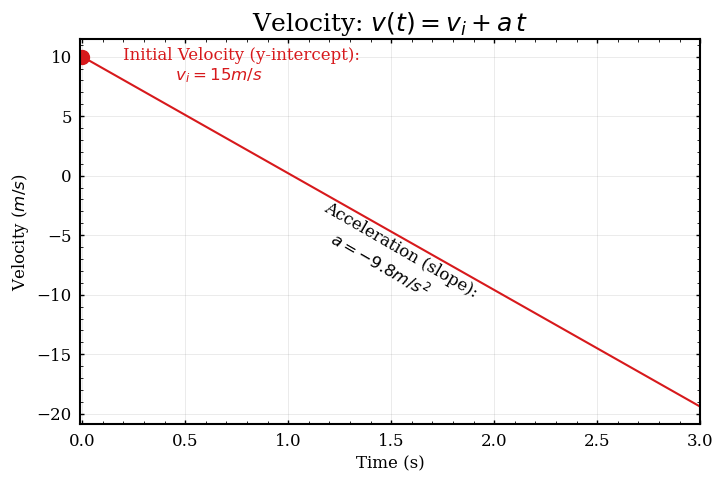 Velocity: v(t) = v_i + a t
10
5
0
−5
−10
−15
−20
Velocity (m/s)
Initial Velocity (y-intercept):
v_i = 15m/s
Acceleration (slope):
a = −9.8m/s²
0.0 0.5 1.0 1.5 2.0 2.5 3.0
Time (s)